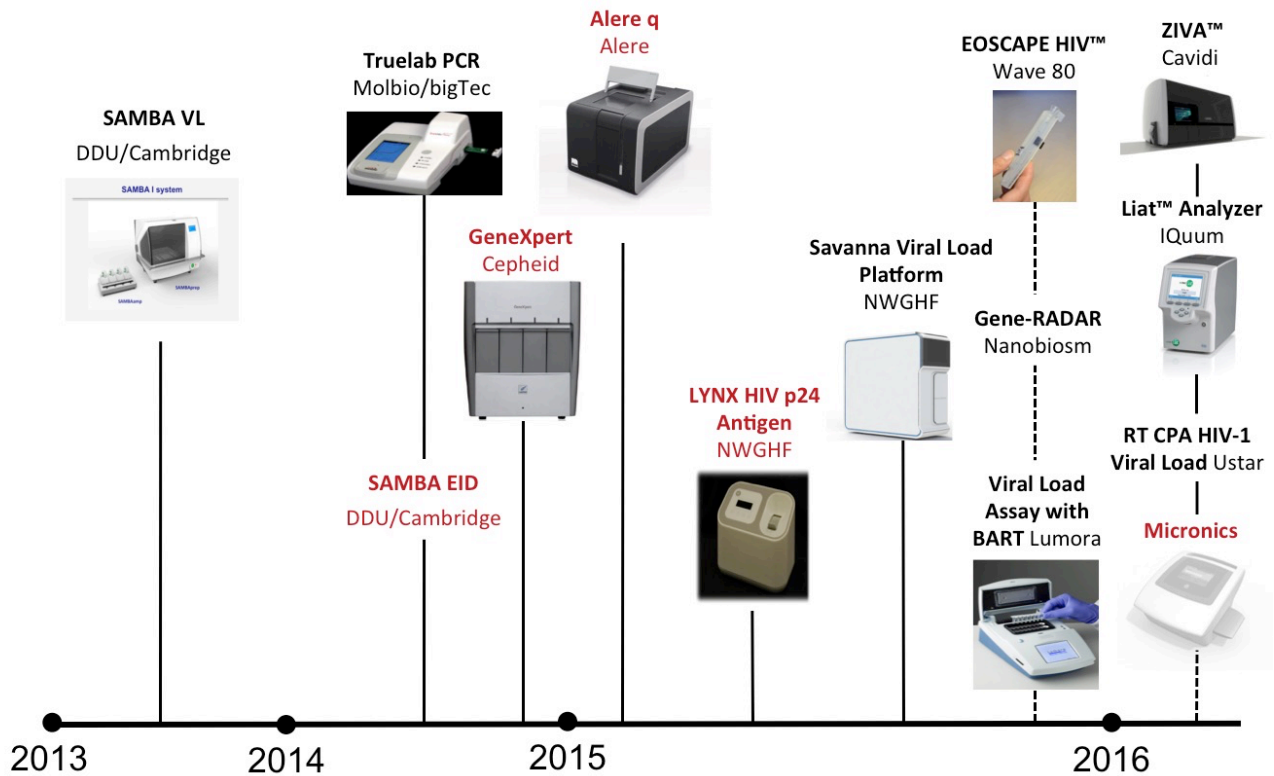 SAMBA VL
DDU/Cambridge
SAMBA I system
SAMBAamp
SAMBAprep
Truelab PCR
Molbio/bigTec
SAMBA EID
DDU/Cambridge
GeneXpert
Cepheid
Alere q
Alere
LYNX HIV p24
Antigen
NWGHF
Savanna Viral Load
Platform
NWGHF
EOSCAPE HIV™
Wave 80
Gene-RADAR
Nanobiosm
Viral Load
Assay with
BART Lumora
ZIVA™
Cavidi
Liat™ Analyzer
IQuum
RT CPA HIV-1
Viral Load Ustar
Micronics
2013
2014
2015
2016